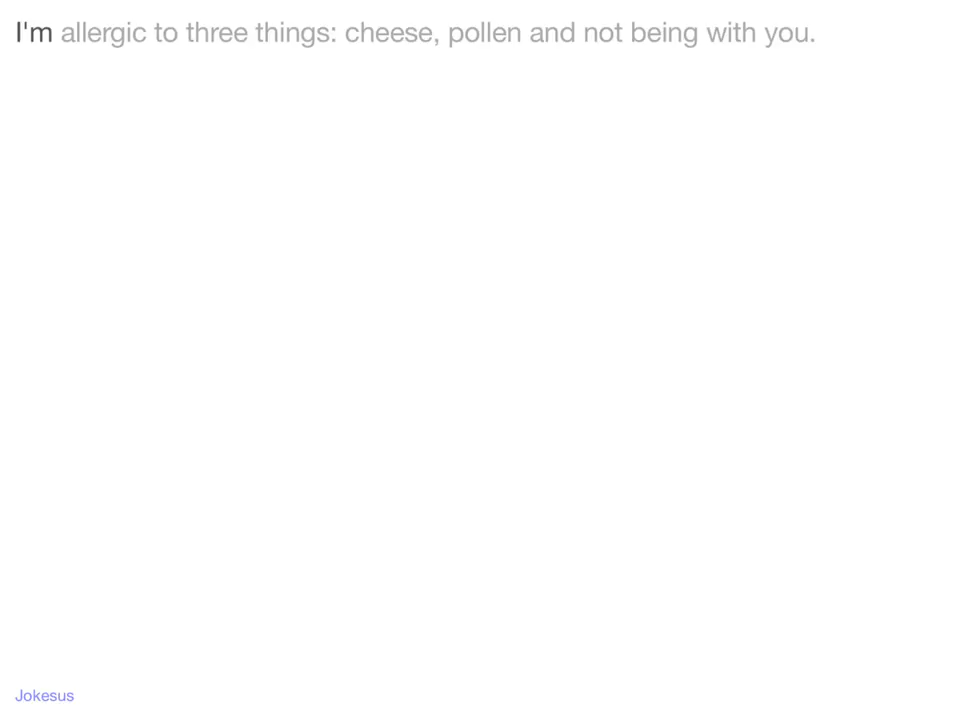 I'm allergic to three things: cheese, pollen and not being with you.
Jokesus